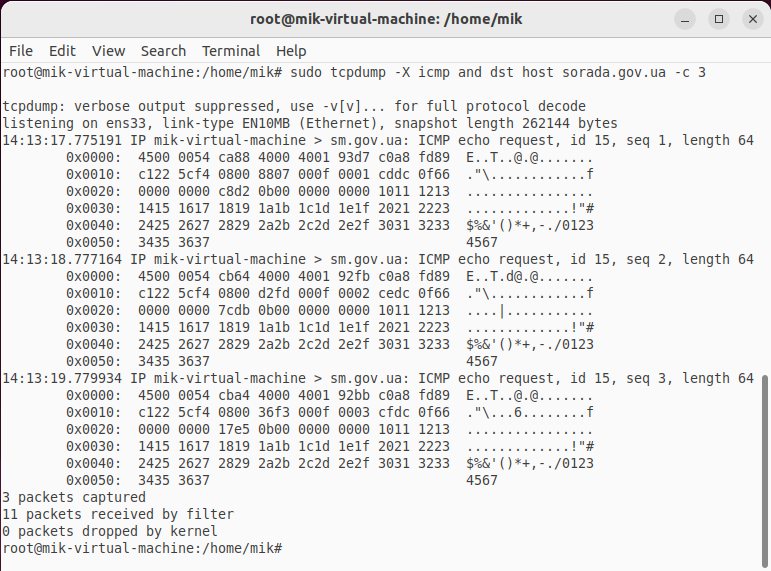 root@mik-virtual-machine: /home/mik
File Edit View Search Terminal Help
root@mik-virtual-machine:/home/mik# sudo tcpdump -X icmp and dst host sorada.gov.ua -c 3
tcpdump: verbose output suppressed, use -v[v]... for full protocol decode
listening on ens33, link-type EN10MB (Ethernet), snapshot length 262144 bytes
14:13:17.775191 IP mik-virtual-machine > sm.gov.ua: ICMP echo request, id 15, seq 1, length 64
0x0000:  4500 0054 ca88 4000 4001 93d7 c0a8 fd89  E..T..@.@.......
0x0010:  c122 5cf4 0800 8807 000f 0001 cddc 0f66  ."\............f
0x0020:  0000 0000 c8d2 0b00 0000 0000 1011 1213  ................
0x0030:  1415 1617 1819 1a1b 1c1d 1e1f 2021 2223  .............!"#
0x0040:  2425 2627 2829 2a2b 2c2d 2e2f 3031 3233  $%&'()*+,-./0123
0x0050:  3435 3637                                4567
14:13:18.777164 IP mik-virtual-machine > sm.gov.ua: ICMP echo request, id 15, seq 2, length 64
0x0000:  4500 0054 cb64 4000 4001 92fb c0a8 fd89  E..T.d@.@.......
0x0010:  c122 5cf4 0800 d2fd 000f 0002 cedc 0f66  ."\............f
0x0020:  0000 0000 7cdb 0b00 0000 0000 1011 1213  ....|...........
0x0030:  1415 1617 1819 1a1b 1c1d 1e1f 2021 2223  .............!"#
0x0040:  2425 2627 2829 2a2b 2c2d 2e2f 3031 3233  $%&'()*+,-./0123
0x0050:  3435 3637                                4567
14:13:19.779934 IP mik-virtual-machine > sm.gov.ua: ICMP echo request, id 15, seq 3, length 64
0x0000:  4500 0054 cba4 4000 4001 92bb c0a8 fd89  E..T..@.@.......
0x0010:  c122 5cf4 0800 36f3 000f 0003 cfdc 0f66  ."\...6........f
0x0020:  0000 0000 17e5 0b00 0000 0000 1011 1213  ................
0x0030:  1415 1617 1819 1a1b 1c1d 1e1f 2021 2223  .............!"#
0x0040:  2425 2627 2829 2a2b 2c2d 2e2f 3031 3233  $%&'()*+,-./0123
0x0050:  3435 3637                                4567
3 packets captured
11 packets received by filter
0 packets dropped by kernel
root@mik-virtual-machine:/home/mik#